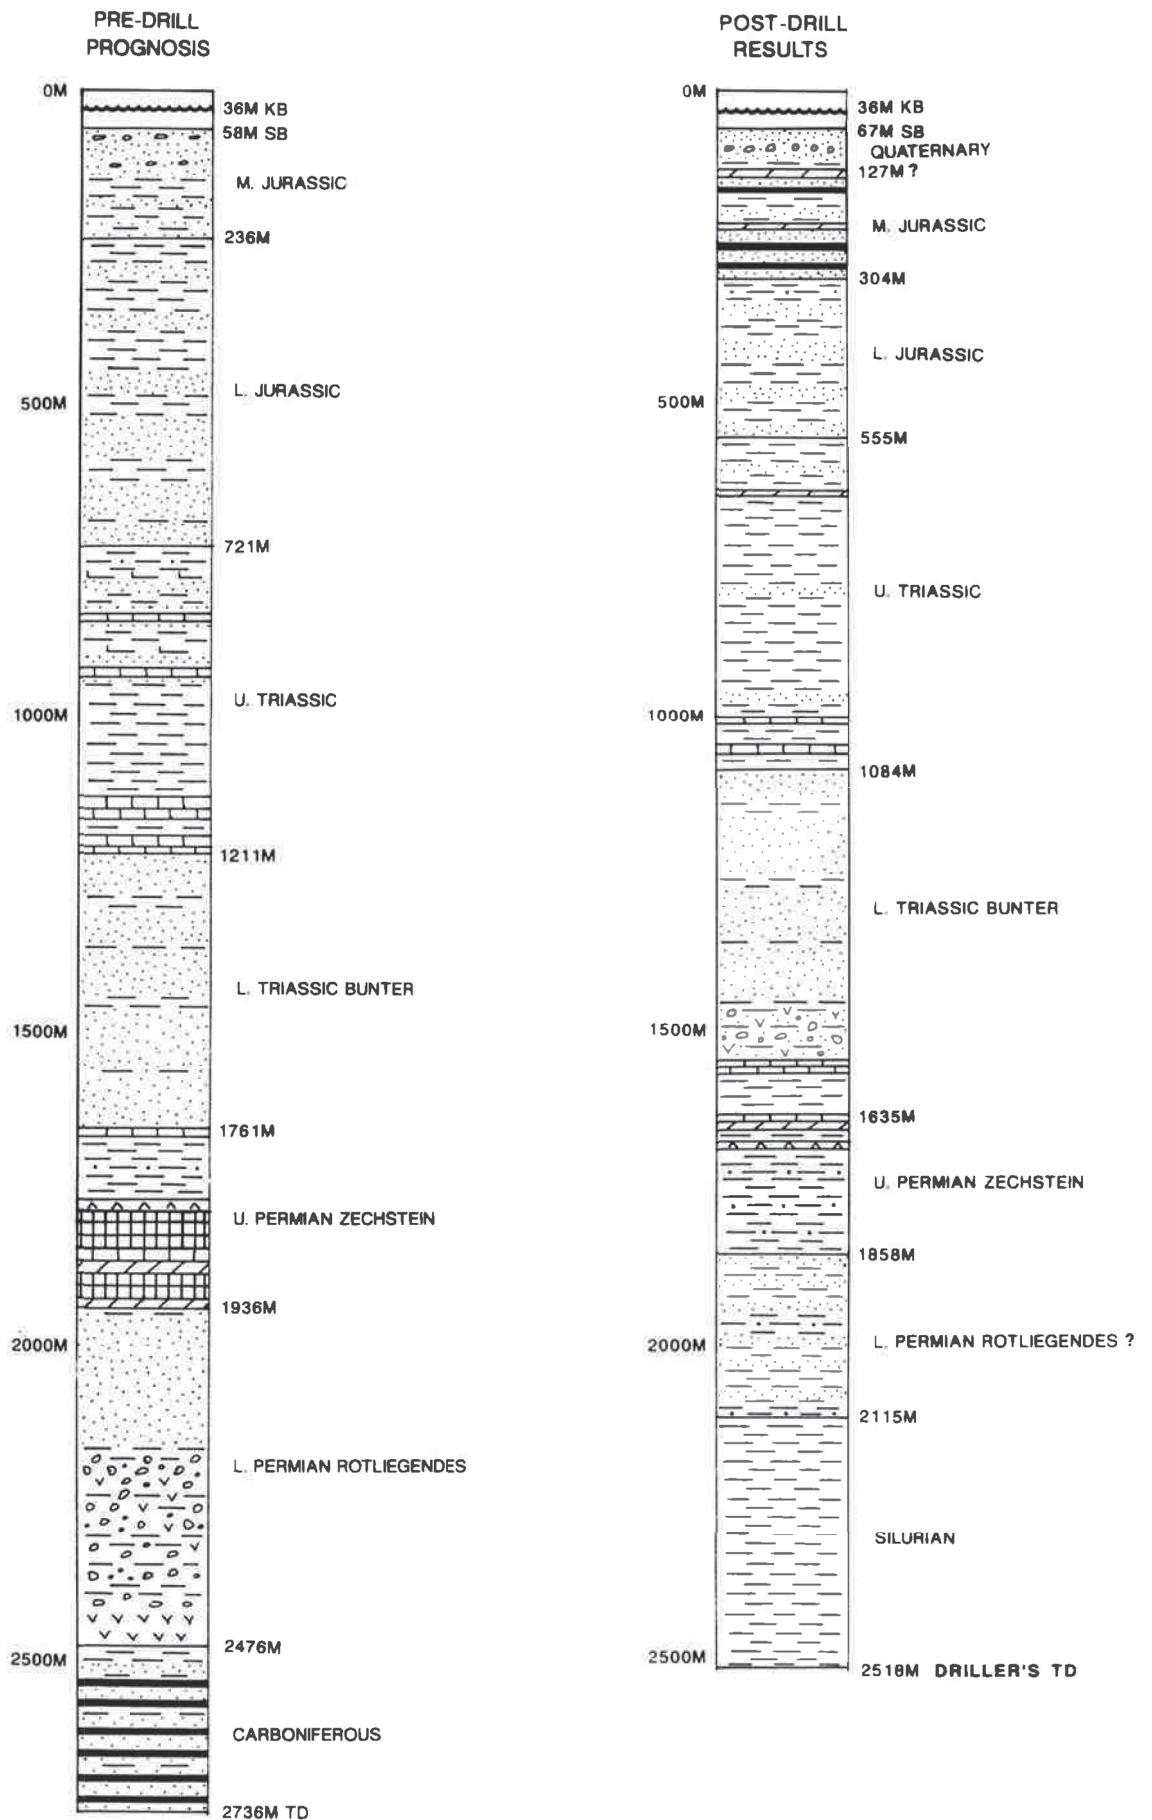 PRE-DRILL
PROGNOSIS
0M
36M KB
58M SB
M. JURASSIC
236M
L. JURASSIC
500M
721M
U. TRIASSIC
1000M
1211M
L. TRIASSIC BUNTER
1500M
1761M
U. PERMIAN ZECHSTEIN
1936M
2000M
L. PERMIAN ROTLIEGENDES
2476M
2500M
CARBONIFEROUS
2736M TD
POST-DRILL
RESULTS
0M
36M KB
67M SB
QUATERNARY
127M ?
M. JURASSIC
304M
L. JURASSIC
500M
555M
U. TRIASSIC
1000M
1084M
L. TRIASSIC BUNTER
1500M
1635M
U. PERMIAN ZECHSTEIN
1858M
2000M
L. PERMIAN ROTLIEGENDES ?
2115M
SILURIAN
2500M
2518M DRILLER'S TD